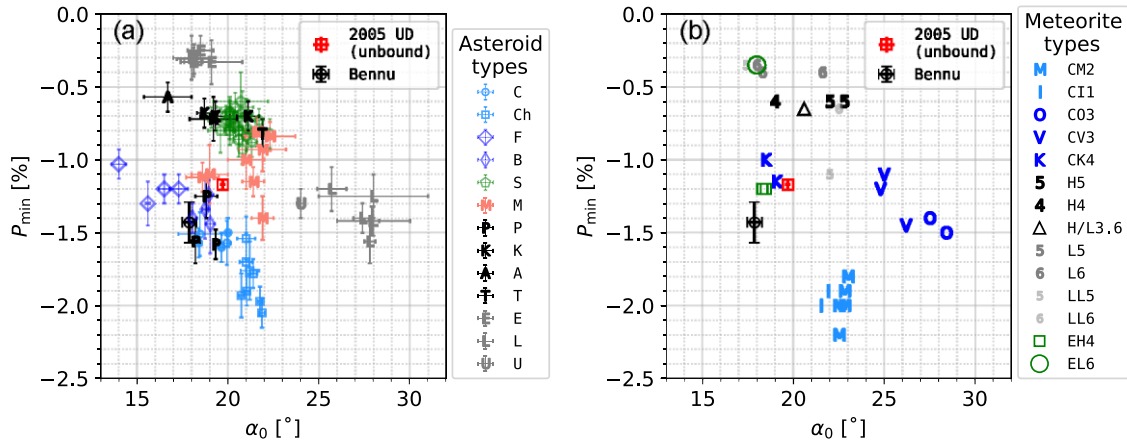 (a)
2005 UD
(unbound)
Bennu
0.0
−0.5
−1.0
−1.5
−2.0
−2.5
P_min [%]
15
20
25
30
α₀ [°]
Asteroid
types
C
Ch
F
B
S
M
P
K
A
T
E
L
U
(b)
2005 UD
(unbound)
Bennu
0.0
−0.5
−1.0
−1.5
−2.0
−2.5
P_min [%]
15
20
25
30
α₀ [°]
Meteorite
types
M CM2
I CI1
O CO3
V CV3
K CK4
5 H5
4 H4
H/L3.6
5 L5
6 L6
5 LL5
6 LL6
EH4
EL6